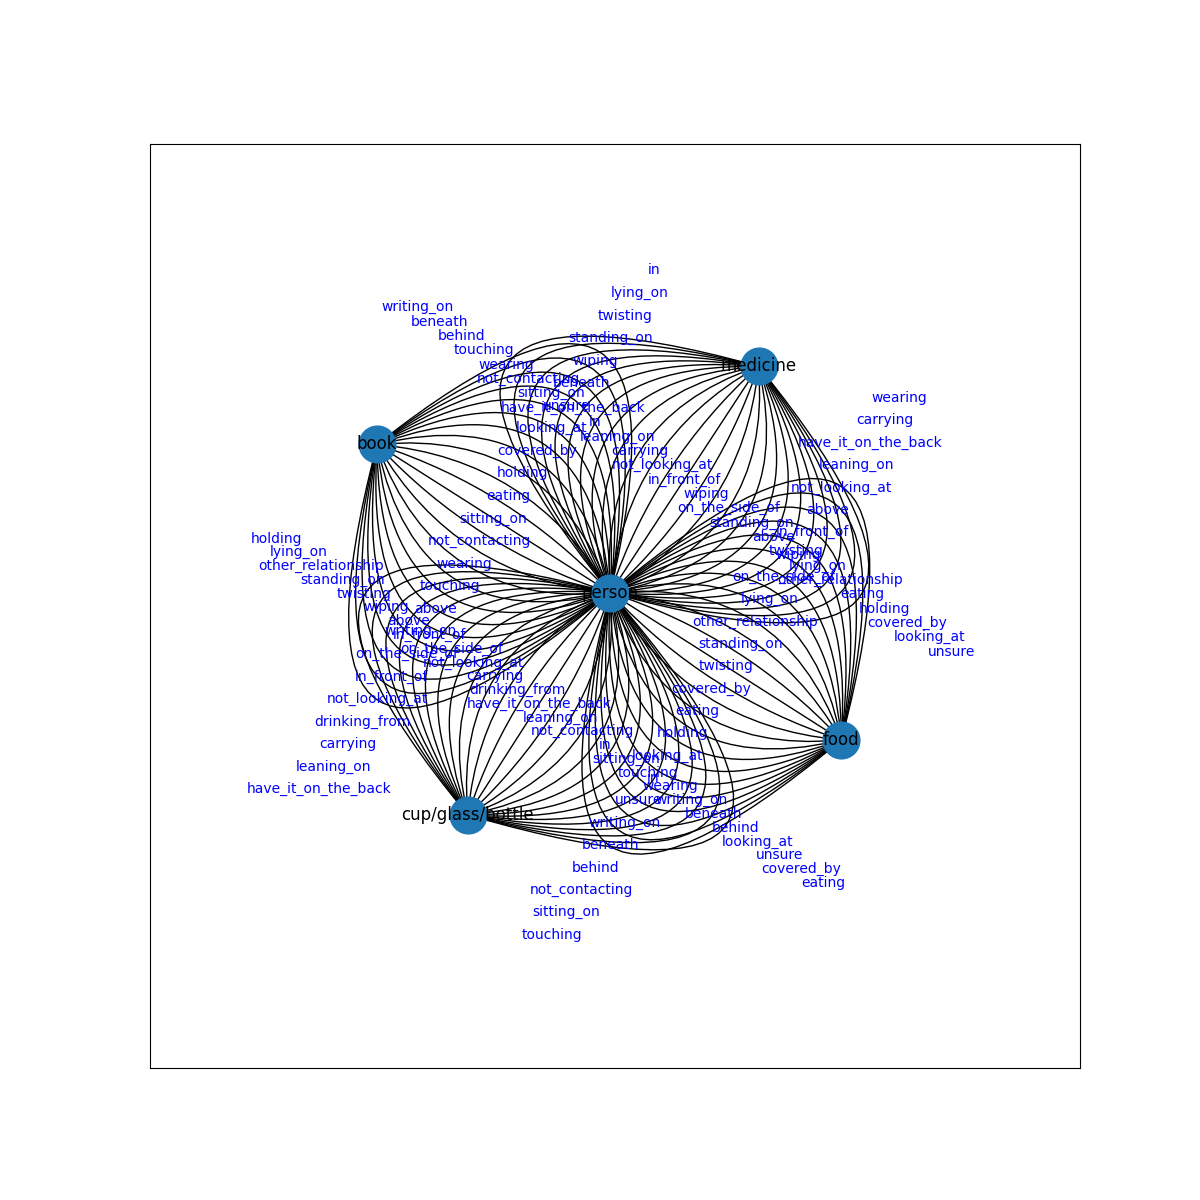 in
lying_on
writing_on
twisting
beneath
behind
standing_on
touching
wiping
wearing
medicine
not_contacting
beneath
sitting_on
wearing
have_it_on_the_back
unsure
carrying
in
looking_at
leaning_on
book
have_it_on_the_back
covered_by
carrying
not_looking_at
leaning_on
holding
in_front_of
not_looking_at
eating
wiping
on_the_side_of
above
sitting_on
standing_on
in_front_of
above
holding
not_contacting
lying_on
twisting
wiping
other_relationship
wearing
lying_on
standing_on
on_the_side_of
other_relationship
touching
twisting
person
eating
wiping
above
lying_on
holding
above
other_relationship
covered_by
writing_on
in_front_of
looking_at
on_the_side_of
on_the_side_of
standing_on
unsure
not_looking_at
twisting
in_front_of
carrying
not_looking_at
drinking_from
covered_by
have_it_on_the_back
eating
drinking_from
leaning_on
not_contacting
holding
food
carrying
in
sitting_on
looking_at
leaning_on
touching
in
have_it_on_the_back
wearing
unsure
writing_on
cup/glass/bottle
beneath
writing_on
behind
beneath
looking_at
unsure
behind
covered_by
not_contacting
eating
sitting_on
touching